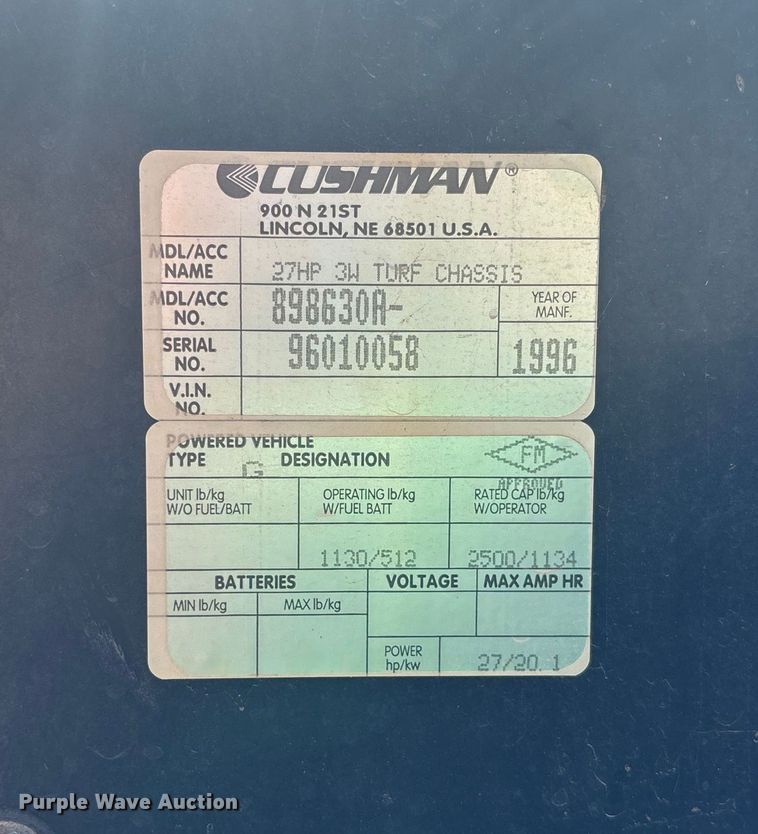 CUSHMAN®
900 N 21ST
LINCOLN, NE 68501 U.S.A.
MDL/ACC NAME 27HP 3W TURF CHASSIS
MDL/ACC NO. 898630A-
YEAR OF MANF. 1996
SERIAL NO. 96010058
V.I.N. NO.
POWERED VEHICLE
TYPE G DESIGNATION
FM
APPROVED
UNIT lb/kg
W/O FUEL/BATT
OPERATING lb/kg
W/FUEL BATT
1130/512
RATED CAP lb/kg
W/OPERATOR
2500/1134
BATTERIES VOLTAGE MAX AMP HR
MIN lb/kg MAX lb/kg
POWER
hp/kw 27/20.1
Purple Wave Auction